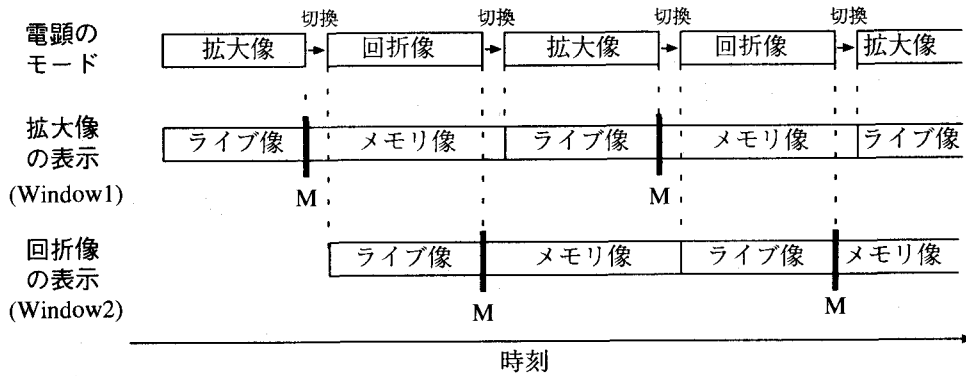 切換 切換 切換 切換
電顕の
モード
拡大像 回折像 拡大像 回折像 拡大像
拡大像
の表示
(Window1)
ライブ像 メモリ像 ライブ像 メモリ像 ライブ像
M M
回折像
の表示
(Window2)
ライブ像 メモリ像 ライブ像 メモリ像
M M
時刻